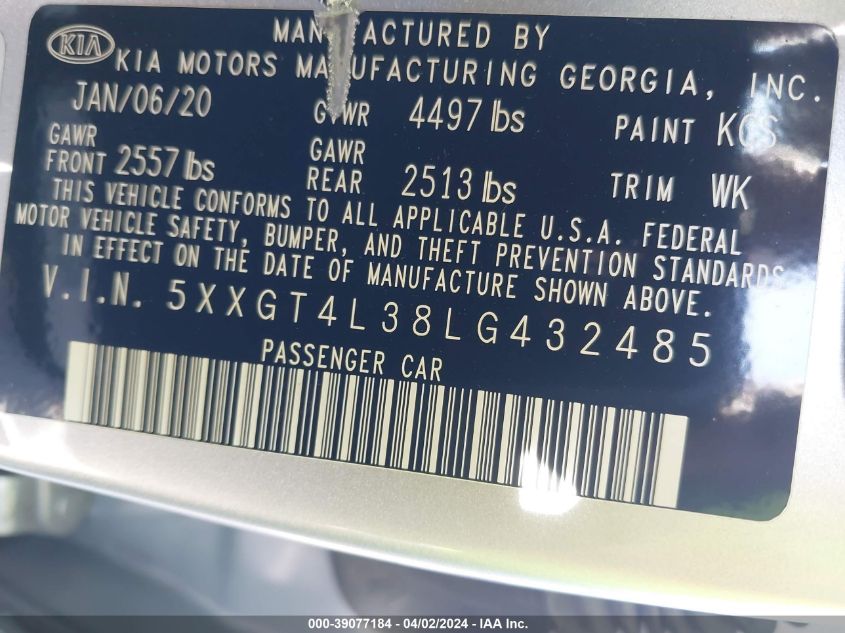 KIA
MANUFACTURED BY
KIA MOTORS MANUFACTURING GEORGIA, INC.
JAN/06/20 GVWR 4497 lbs PAINT KCS
GAWR FRONT 2557 lbs GAWR REAR 2513 lbs TRIM WK
THIS VEHICLE CONFORMS TO ALL APPLICABLE U.S.A. FEDERAL
MOTOR VEHICLE SAFETY, BUMPER, AND THEFT PREVENTION STANDARDS
IN EFFECT ON THE DATE OF MANUFACTURE SHOWN ABOVE.
V.I.N. 5XXGT4L38LG432485
PASSENGER CAR
000-39077184 - 04/02/2024 - IAA Inc.